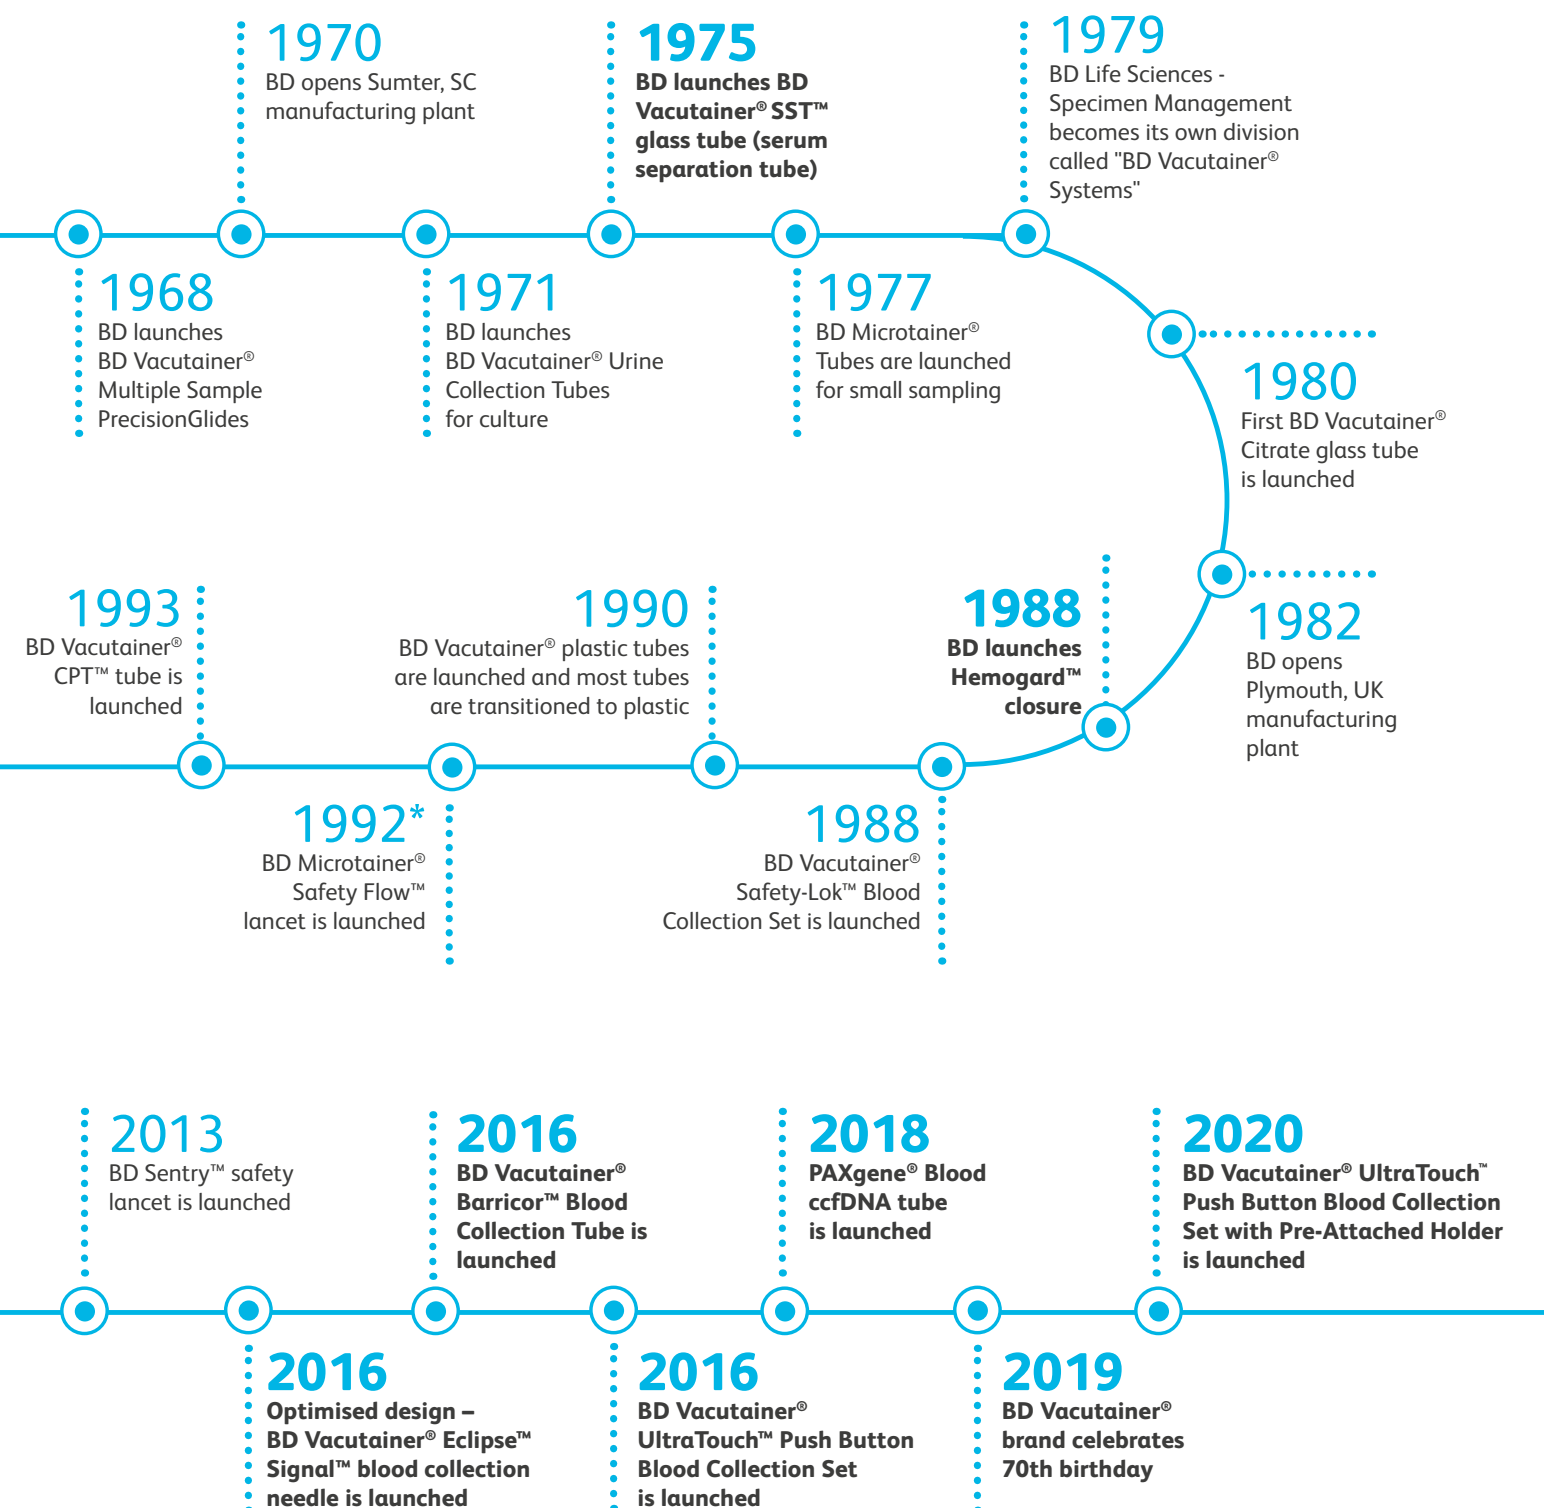 1970
BD opens Sumter, SC
manufacturing plant
1975
BD launches BD
Vacutainer® SST™
glass tube (serum
separation tube)
1979
BD Life Sciences -
Specimen Management
becomes its own division
called "BD Vacutainer®
Systems"
1968
BD launches
BD Vacutainer®
Multiple Sample
PrecisionGlides
1971
BD launches
BD Vacutainer® Urine
Collection Tubes
for culture
1977
BD Microtainer®
Tubes are launched
for small sampling
1980
First BD Vacutainer®
Citrate glass tube
is launched
1982
BD opens
Plymouth, UK
manufacturing
plant
1988
BD launches
Hemogard™
closure
1988
BD Vacutainer®
Safety-Lok™ Blood
Collection Set is launched
1990
BD Vacutainer® plastic tubes
are launched and most tubes
are transitioned to plastic
1992*
BD Microtainer®
Safety Flow™
lancet is launched
1993
BD Vacutainer®
CPT™ tube is
launched
2013
BD Sentry™ safety
lancet is launched
2016
Optimised design –
BD Vacutainer® Eclipse™
Signal™ blood collection
needle is launched
2016
BD Vacutainer®
Barricor™ Blood
Collection Tube is
launched
2016
BD Vacutainer®
UltraTouch™ Push Button
Blood Collection Set
is launched
2018
PAXgene® Blood
ccfDNA tube
is launched
2019
BD Vacutainer®
brand celebrates
70th birthday
2020
BD Vacutainer® UltraTouch™
Push Button Blood Collection
Set with Pre-Attached Holder
is launched